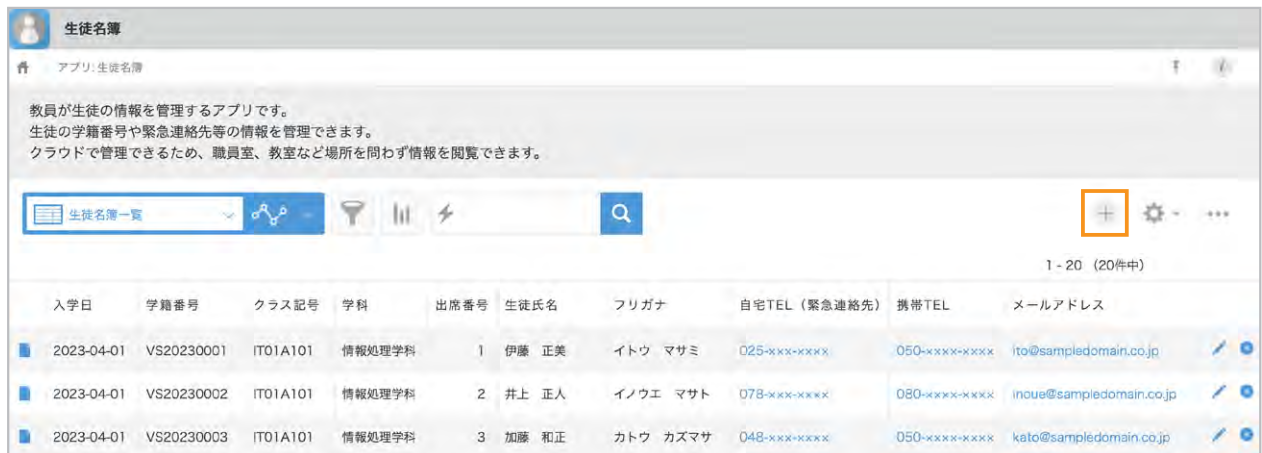 生徒名簿
アプリ: 生徒名簿
教員が生徒の情報を管理するアプリです。
生徒の学籍番号や緊急連絡先等の情報を管理できます。
クラウドで管理できるため、職員室、教室など場所を問わず情報を閲覧できます。
生徒名簿一覧
1 - 20 (20件中)
入学日 学籍番号 クラス記号 学科 出席番号 生徒氏名 フリガナ 自宅TEL（緊急連絡先） 携帯TEL メールアドレス
2023-04-01 VS20230001 IT01A101 情報処理学科 1 伊藤 正美 イトウ マサミ 025-xxx-xxxx 050-xxxx-xxxx ito@sampledomain.co.jp
2023-04-01 VS20230002 IT01A101 情報処理学科 2 井上 正人 イノウエ マサト 078-xxx-xxxx 080-xxxx-xxxx inoue@sampledomain.co.jp
2023-04-01 VS20230003 IT01A101 情報処理学科 3 加藤 和正 カトウ カズマサ 048-xxx-xxxx 050-xxxx-xxxx kato@sampledomain.co.jp